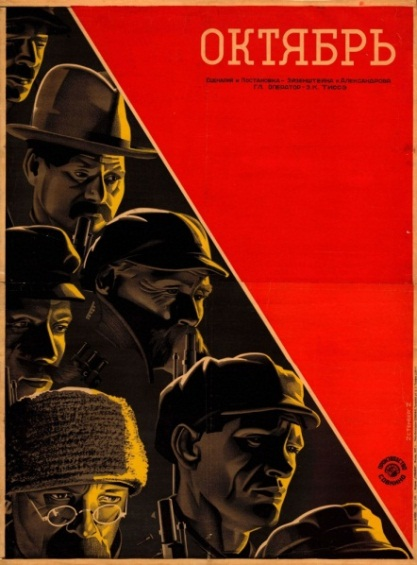 ОКТЯБРЬ
Сценарий и постановка - Эйзенштейна и Александрова
Гл. оператор - Э.К. Тиссэ